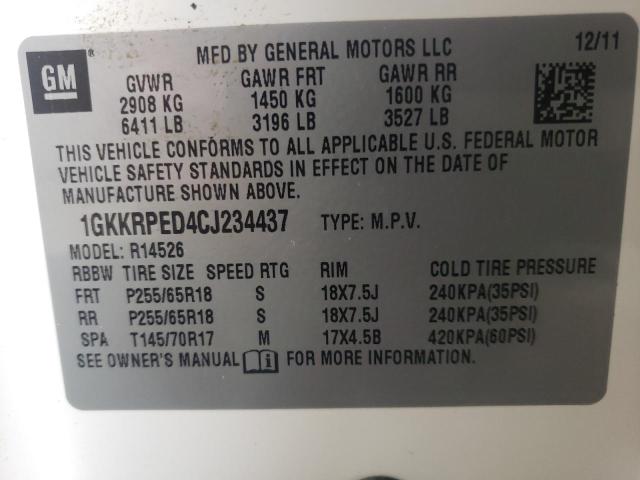 GM ®
MFD BY GENERAL MOTORS LLC 12/11
GVWR GAWR FRT GAWR RR
2908 KG 1450 KG 1600 KG
6411 LB 3196 LB 3527 LB
THIS VEHICLE CONFORMS TO ALL APPLICABLE U.S. FEDERAL MOTOR
VEHICLE SAFETY STANDARDS IN EFFECT ON THE DATE OF
MANUFACTURE SHOWN ABOVE.
1GKKRPED4CJ234437 TYPE: M.P.V.
MODEL: R14526
RBBW TIRE SIZE SPEED RTG RIM COLD TIRE PRESSURE
FRT P255/65R18 S 18X7.5J 240KPA(35PSI)
RR P255/65R18 S 18X7.5J 240KPA(35PSI)
SPA T145/70R17 M 17X4.5B 420KPA(60PSI)
SEE OWNER'S MANUAL i FOR MORE INFORMATION.